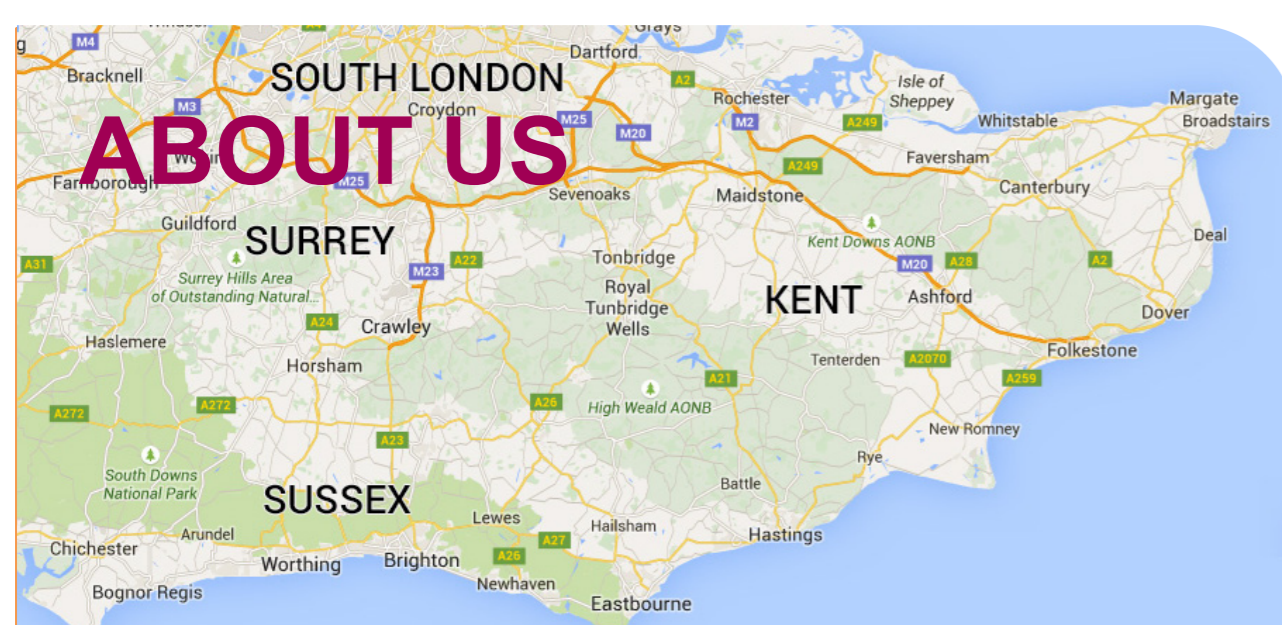 Grays
g
M4
Bracknell
Dartford
SOUTH LONDON
A2
Isle of
Sheppey
Margate
Broadstairs
M3
Croydon
Rochester
M25
M20
M2
A249
Whitstable
ABOUT US
Farnborough
M25
A249
Faversham
Sevenoaks
Maidstone
Canterbury
Guildford
SURREY
Kent Downs AONB
Deal
A31
Surrey Hills Area
of Outstanding Natural...
M23
A22
Tonbridge
M20
A28
A2
Royal
Tunbridge
Wells
KENT
Ashford
Dover
A24
Crawley
Haslemere
Horsham
Tenterden
A2070
Folkestone
A21
A259
A272
A272
A26
High Weald AONB
New Romney
A23
Rye
South Downs
National Park
Battle
SUSSEX
Lewes
Hailsham
Hastings
Arundel
A27
Chichester
Worthing
Brighton
A26
Newhaven
Bognor Regis
Eastbourne